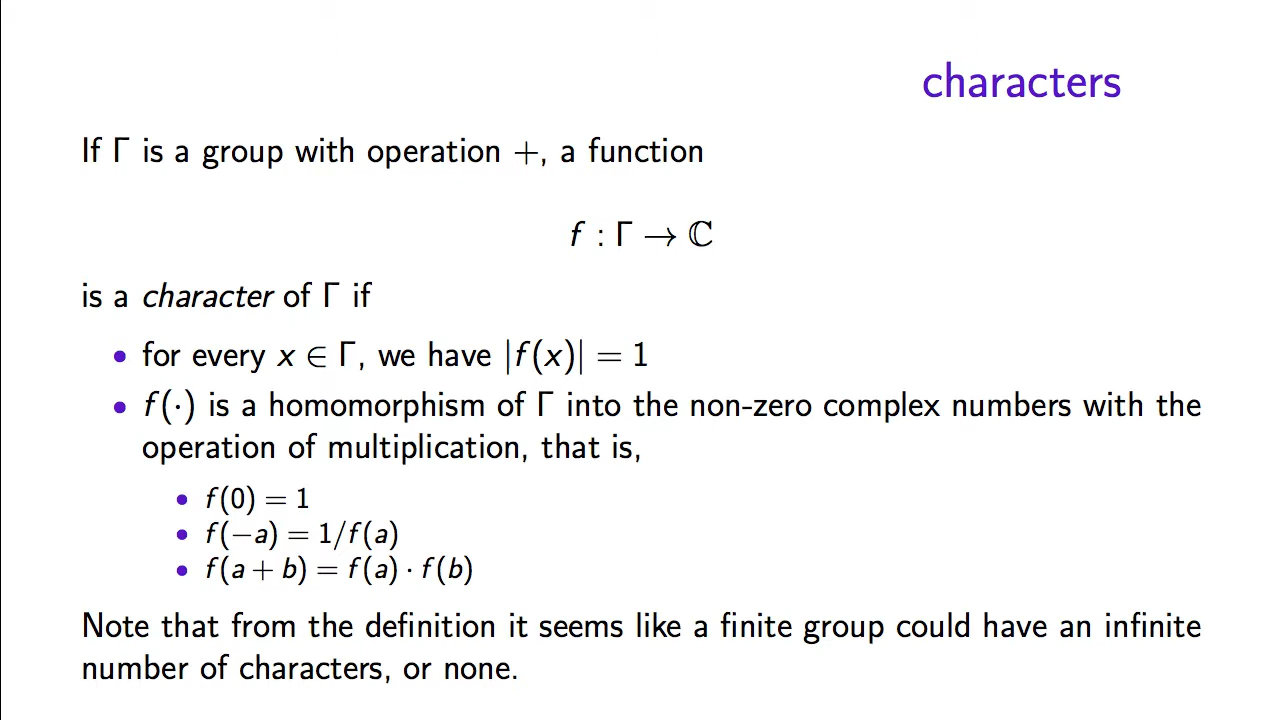 characters
If Γ is a group with operation +, a function
f : Γ → ℂ
is a character of Γ if
• for every x ∈ Γ, we have |f(x)| = 1
• f(·) is a homomorphism of Γ into the non-zero complex numbers with the
operation of multiplication, that is,
• f(0) = 1
• f(−a) = 1/f(a)
• f(a + b) = f(a) · f(b)
Note that from the definition it seems like a finite group could have an infinite
number of characters, or none.